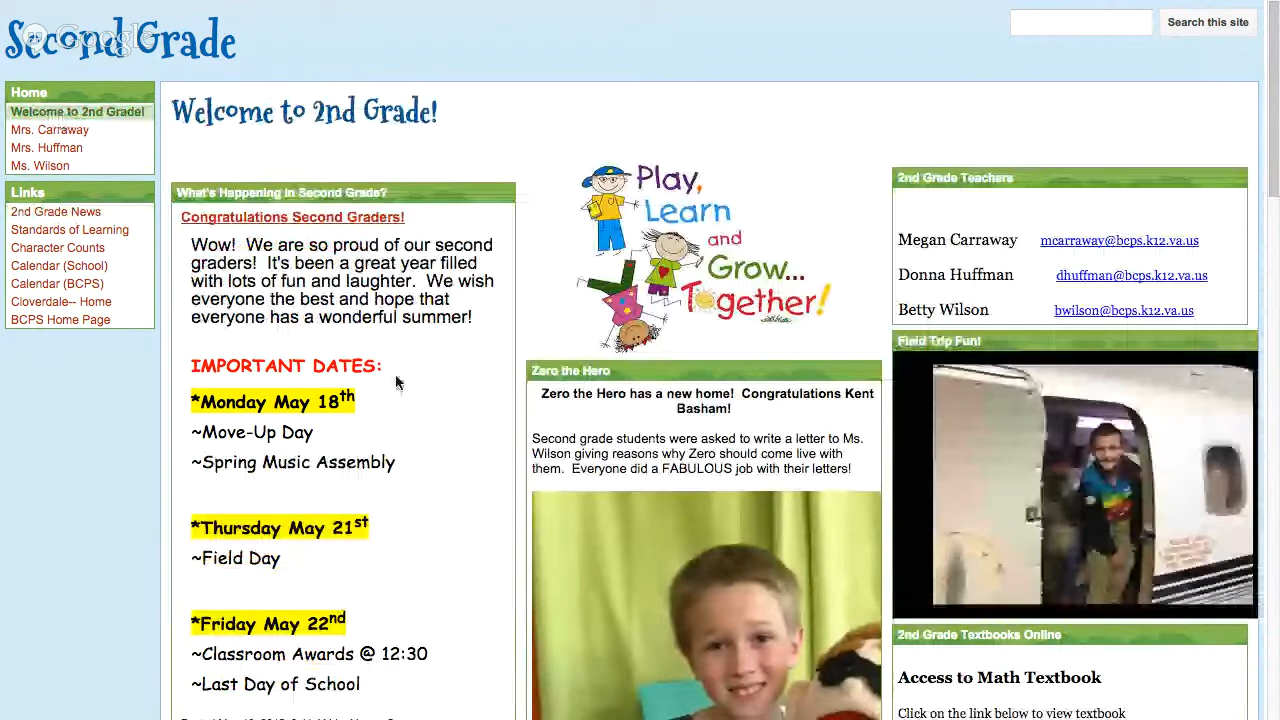 Second Grade
Google
Search this site
Home
Welcome to 2nd Grade!
Mrs. Carraway
Mrs. Huffman
Ms. Wilson
Links
2nd Grade News
Standards of Learning
Character Counts
Calendar (School)
Calendar (BCPS)
Cloverdale-- Home
BCPS Home Page
Welcome to 2nd Grade!
What's Happening in Second Grade?
Congratulations Second Graders!
Wow! We are so proud of our second
graders! It's been a great year filled
with lots of fun and laughter. We wish
everyone the best and hope that
everyone has a wonderful summer!
IMPORTANT DATES:
*Monday May 18th
~Move-Up Day
~Spring Music Assembly
*Thursday May 21st
~Field Day
*Friday May 22nd
~Classroom Awards @ 12:30
~Last Day of School
Play,
Learn
and
Grow...
Together!
Zero the Hero
Zero the Hero has a new home! Congratulations Kent
Basham!
Second grade students were asked to write a letter to Ms.
Wilson giving reasons why Zero should come live with
them. Everyone did a FABULOUS job with their letters!
2nd Grade Teachers
Megan Carraway mcarraway@bcps.k12.va.us
Donna Huffman dhuffman@bcps.k12.va.us
Betty Wilson bwilson@bcps.k12.va.us
Field Trip Fun!
2nd Grade Textbooks Online
Access to Math Textbook
Click on the link below to view textbook